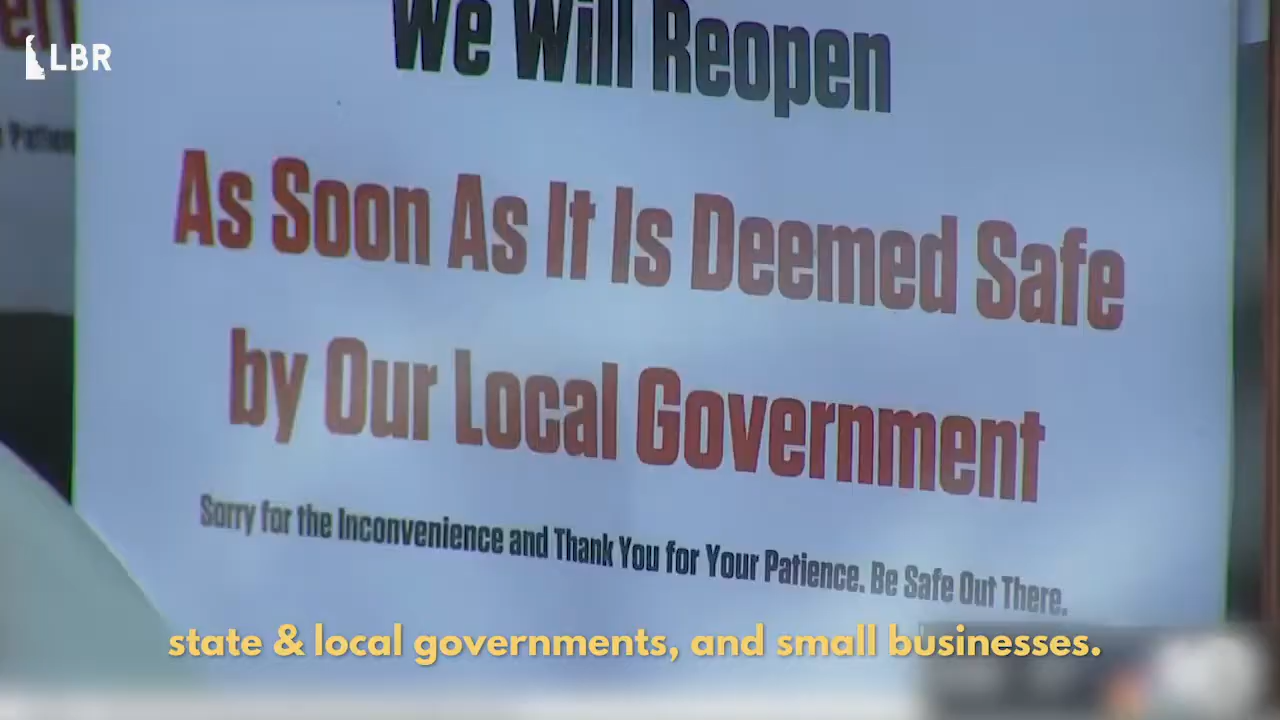 LBR
We Will Reopen
Patien
As Soon As It Is Deemed Safe
by Our Local Government
Sorry for the Inconvenience and Thank You for Your Patience. Be Safe Out There.
state & local governments, and small businesses.